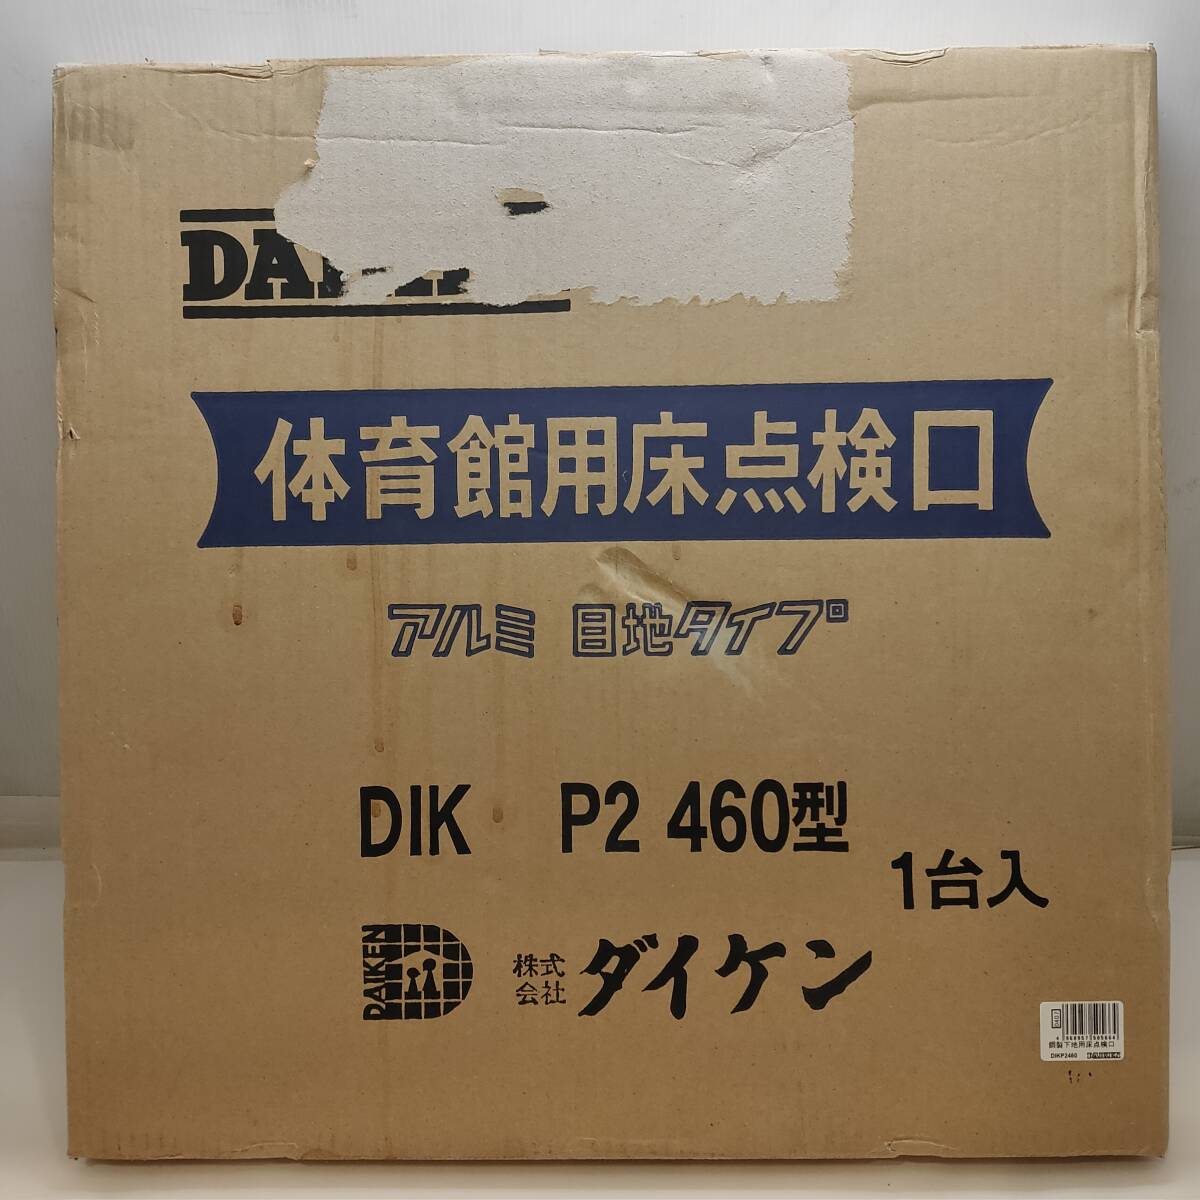 体育館用床点検口
アルミ 目地タイプ
DIK P2 460型
1台入
DAIKEN
株式会社 ダイケン
鋼製下地用床点検口
DIKP2460 DAIKEN